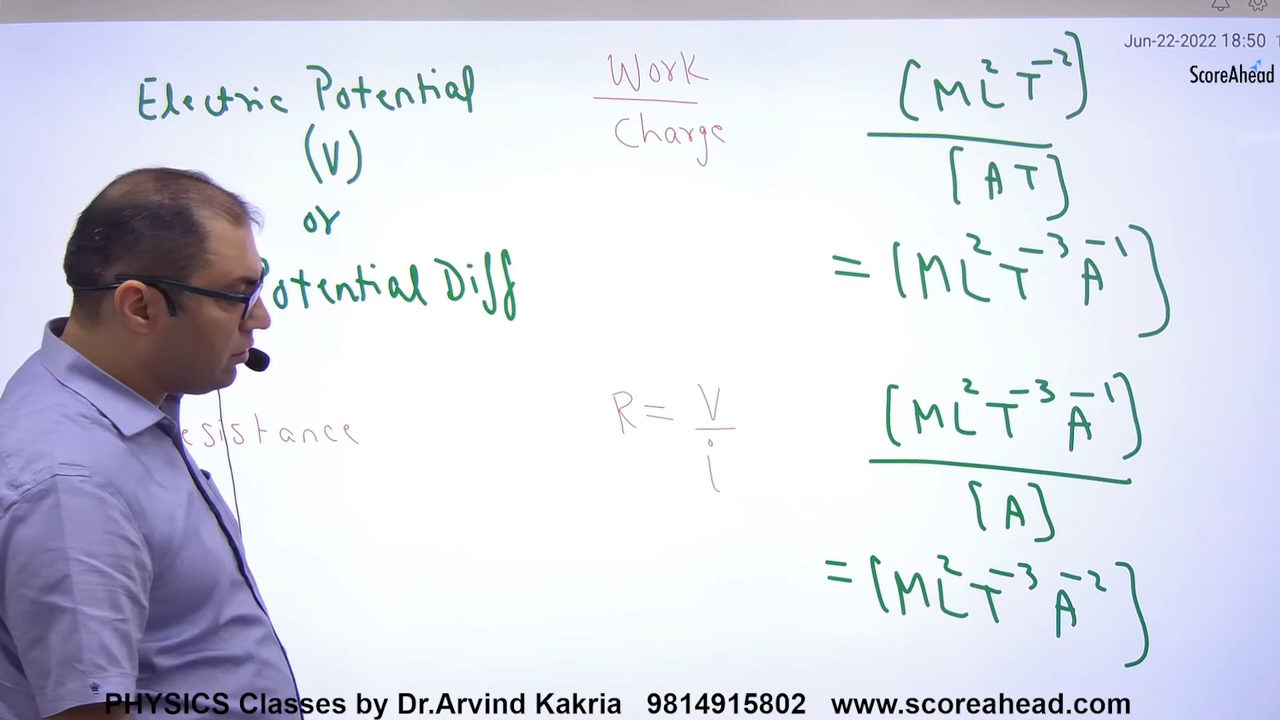 Jun-22-2022 18:50
ScoreAhead
Electric Potential
(V)
or
Potential Diff
Work
Charge
[ML²T⁻²]
[AT]
= [ML²T⁻³A⁻¹]
esistance
R = V
i
[ML²T⁻³A⁻¹]
[A]
= [ML²T⁻³A⁻²]
PHYSICS Classes by Dr.Arvind Kakria 9814915802 www.scoreahead.com